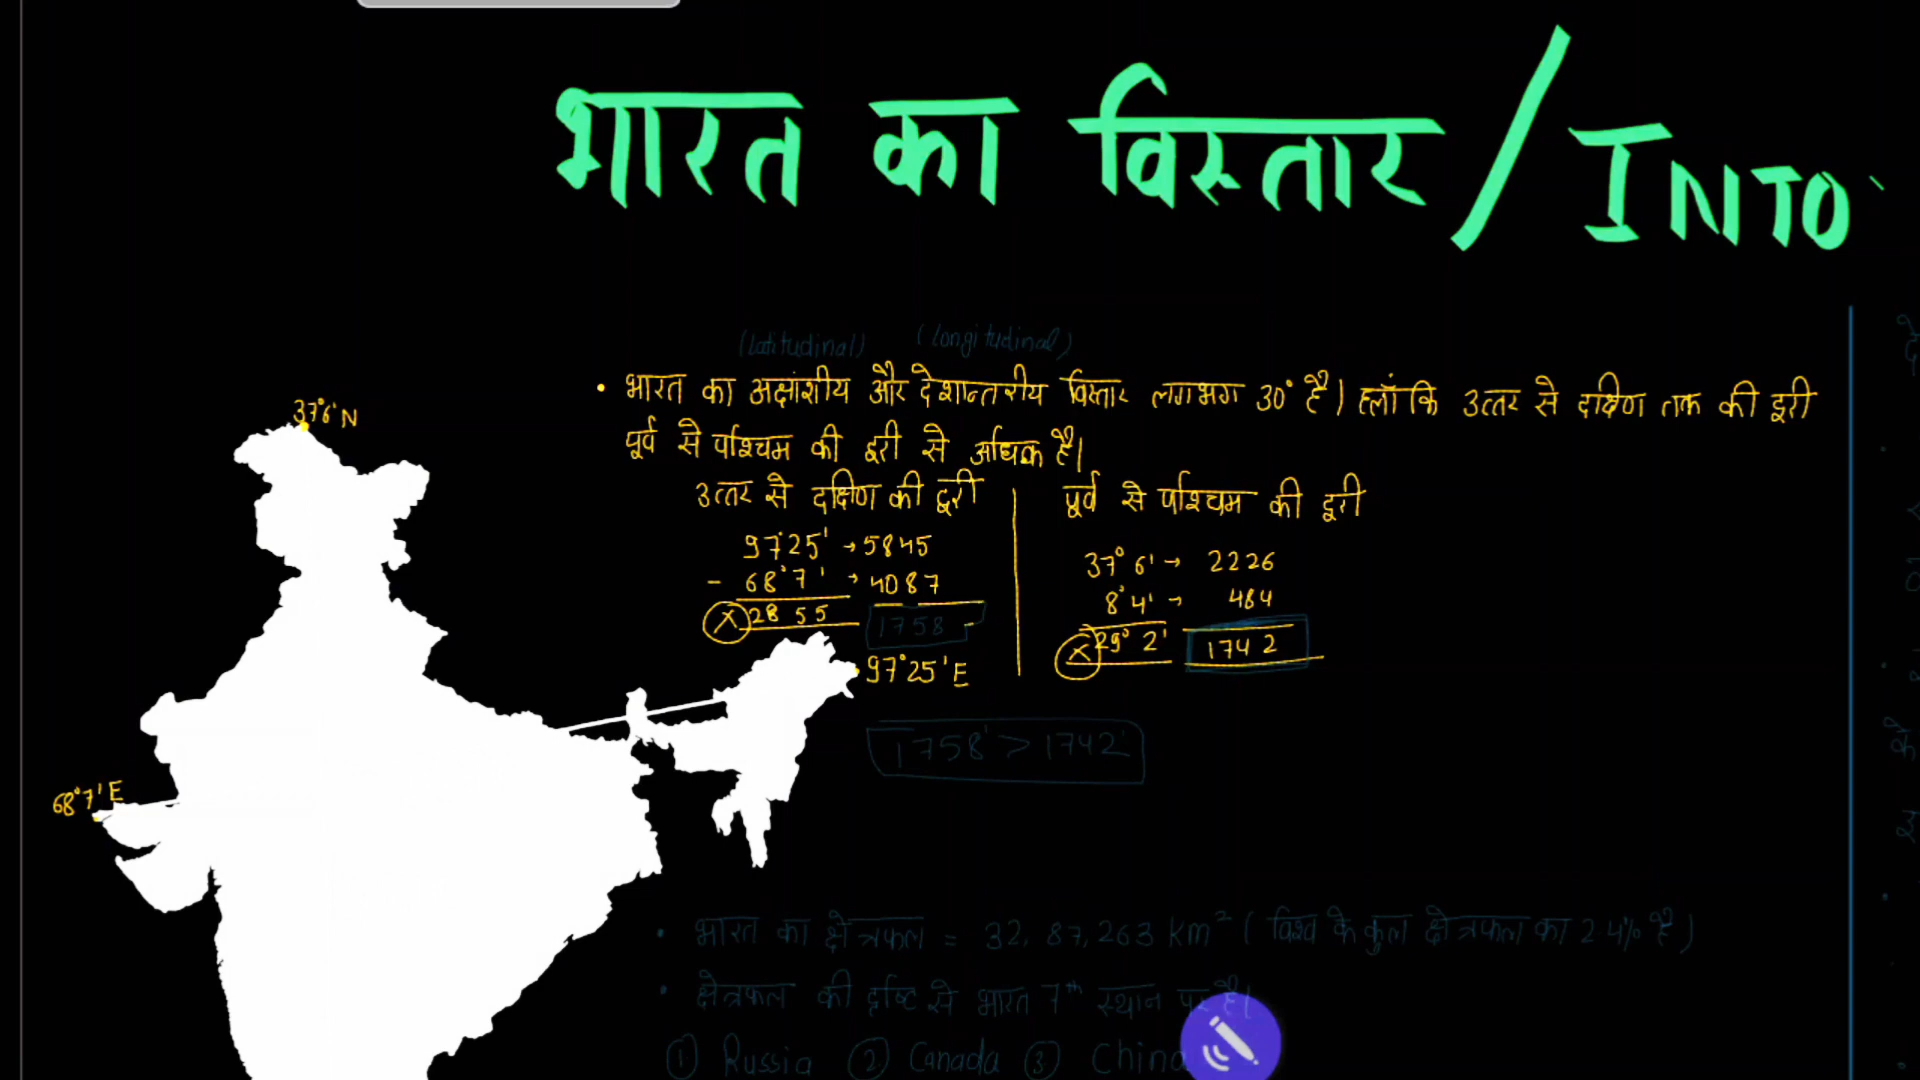 भारत का विस्तार / INTO
(latitudinal) (longitudinal)
• भारत का अक्षांशीय और देशान्तरीय विस्तार लगभग 30° है। हलाँकि उत्तर से दक्षिण तक की दूरी
पूर्व से पश्चिम की दूरी से अधिक है।
उत्तर से दक्षिण की दूरी
97°25' → 5845
- 68°7' → 4087
X 28 55 1758
पूर्व से पश्चिम की दूरी
37° 6' → 2226
8° 4' → 484
X 29° 2' 1742
1758' > 1742'
37°6' N
97°25' E
68°7' E
• भारत का क्षेत्रफल = 32,87,263 km² (विश्व के कुल क्षेत्रफल का 2.4% है)
• क्षेत्रफल की दृष्टि से भारत 7th स्थान पर है।
① Russia ② Canada ③ China